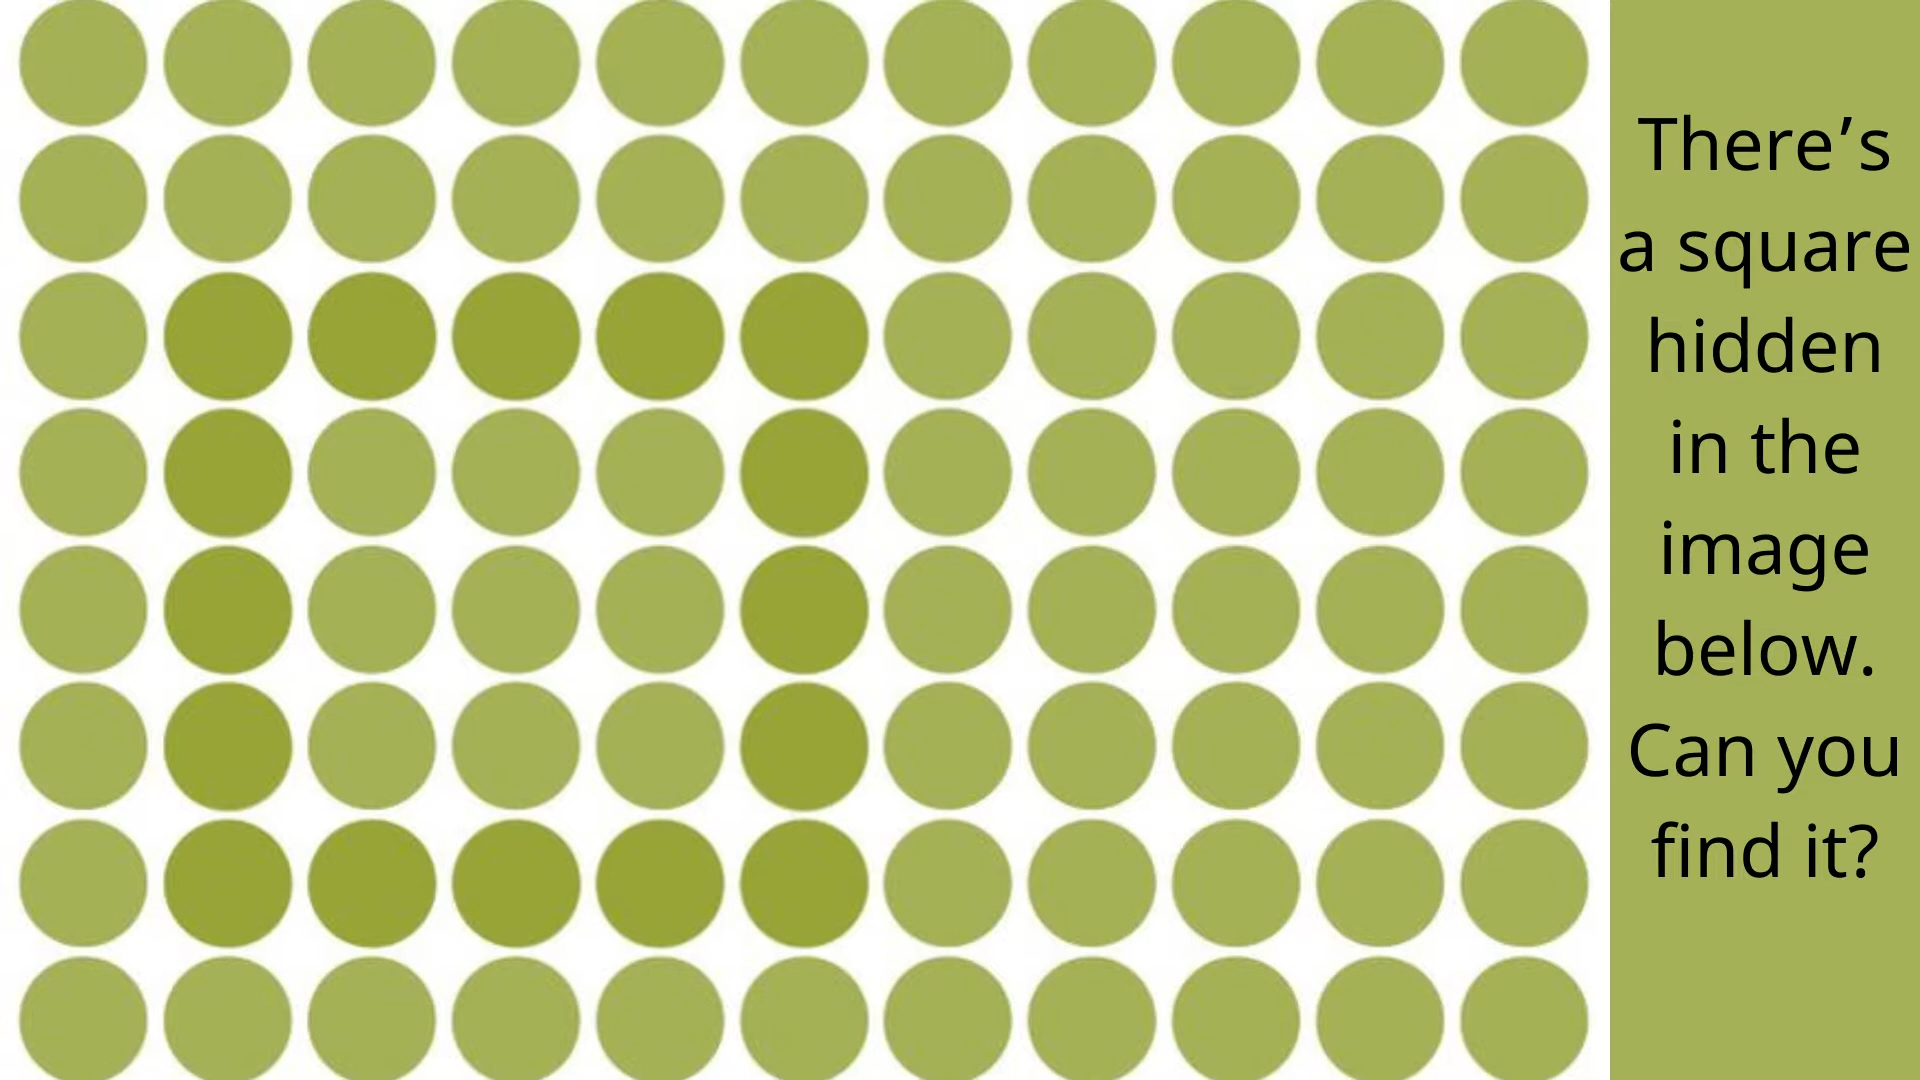 There’s
a square
hidden
in the
image
below.
Can you
find it?